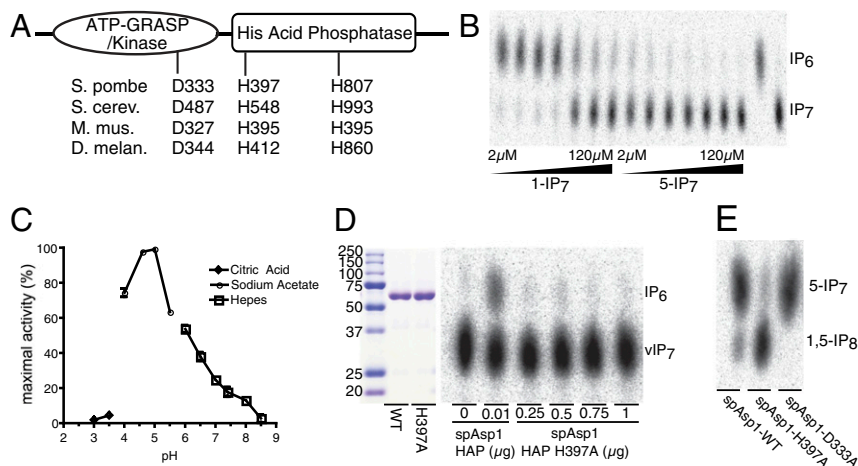 A
ATP-GRASP
/Kinase
His Acid Phosphatase
S. pombe D333 H397 H807
S. cerev. D487 H548 H993
M. mus. D327 H395 H395
D. melan. D344 H412 H860
B
IP6
IP7
2µM 120µM 2µM 120µM
1-IP7 5-IP7
C
maximal activity (%)
100
80
60
40
20
0
2 3 4 5 6 7 8 9
pH
Citric Acid
Sodium Acetate
Hepes
D
250
150
100
75
50
37
25
20
WT
H397A
IP6
vIP7
0 0.01 0.25 0.5 0.75 1
spAsp1 spAsp1
HAP (µg) HAP H397A (µg)
E
5-IP7
1,5-IP8
spAsp1-WT
spAsp1-H397A
spAsp1-D333A